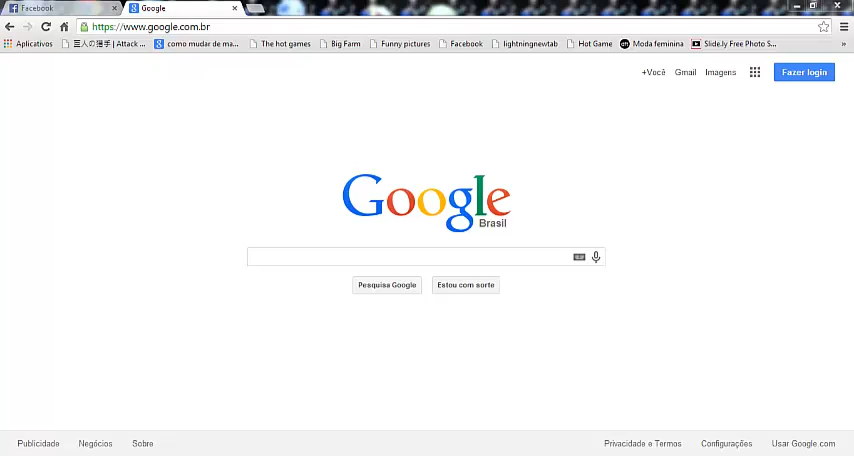 Facebook Google
https://www.google.com.br
Aplicativos 巨人の猎手 | Attack ... como mudar de ma... The hot games Big Farm Funny pictures Facebook lightningnewtab Hot Game Moda feminina Slide.ly Free Photo S... »
+Você Gmail Imagens Fazer login
Google
Brasil
Pesquisa Google Estou com sorte
Publicidade Negócios Sobre Privacidade e Termos Configurações Usar Google.com